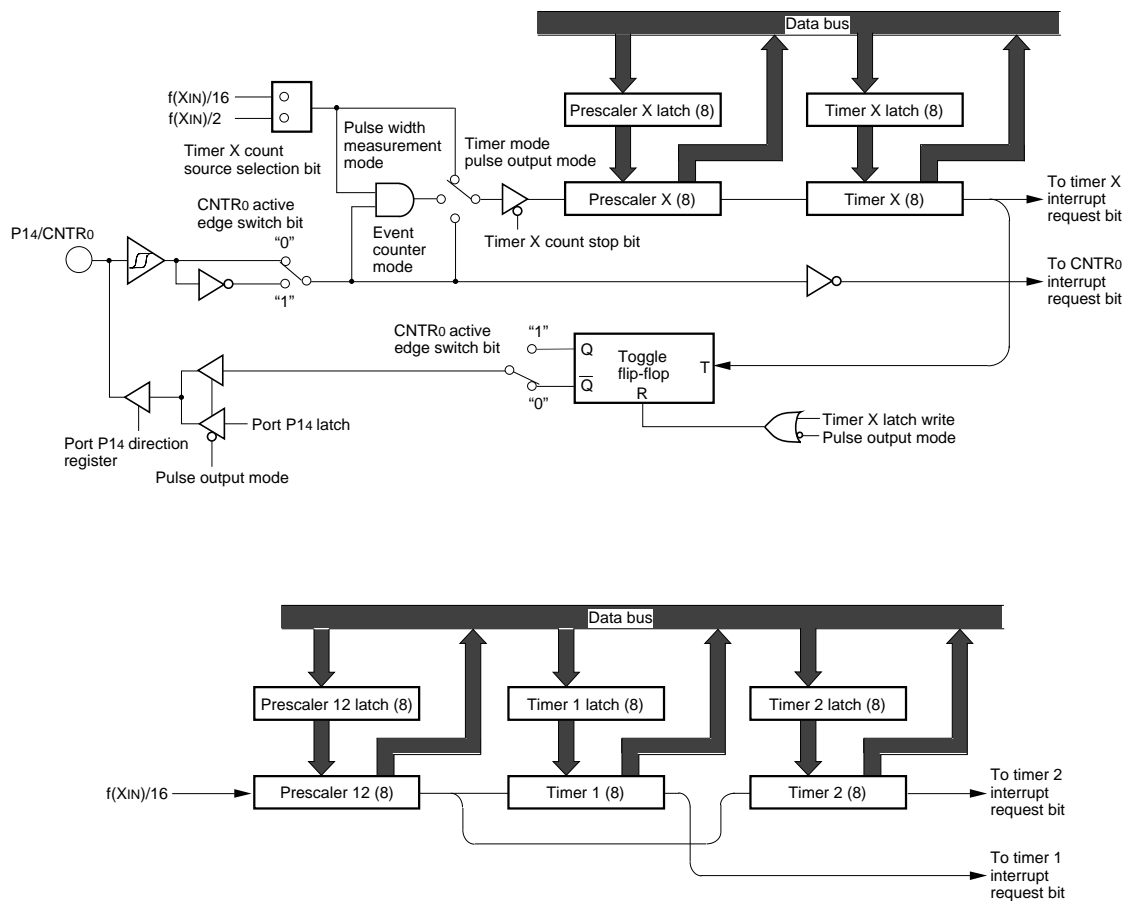 Data bus
f(XIN)/16
f(XIN)/2
Timer X count
source selection bit
Pulse width
measurement
mode
Timer mode
pulse output mode
Prescaler X latch (8)
Timer X latch (8)
Prescaler X (8)
Timer X (8)
To timer X
interrupt
request bit
CNTR0 active
edge switch bit
Event
counter
mode
Timer X count stop bit
P14/CNTR0
“0”
“1”
To CNTR0
interrupt
request bit
CNTR0 active
edge switch bit
“1”
“0”
Q
Q̅
Toggle
flip-flop
T
R
Port P14 latch
Timer X latch write
Pulse output mode
Port P14 direction
register
Pulse output mode
Data bus
Prescaler 12 latch (8)
Timer 1 latch (8)
Timer 2 latch (8)
f(XIN)/16
Prescaler 12 (8)
Timer 1 (8)
Timer 2 (8)
To timer 2
interrupt
request bit
To timer 1
interrupt
request bit